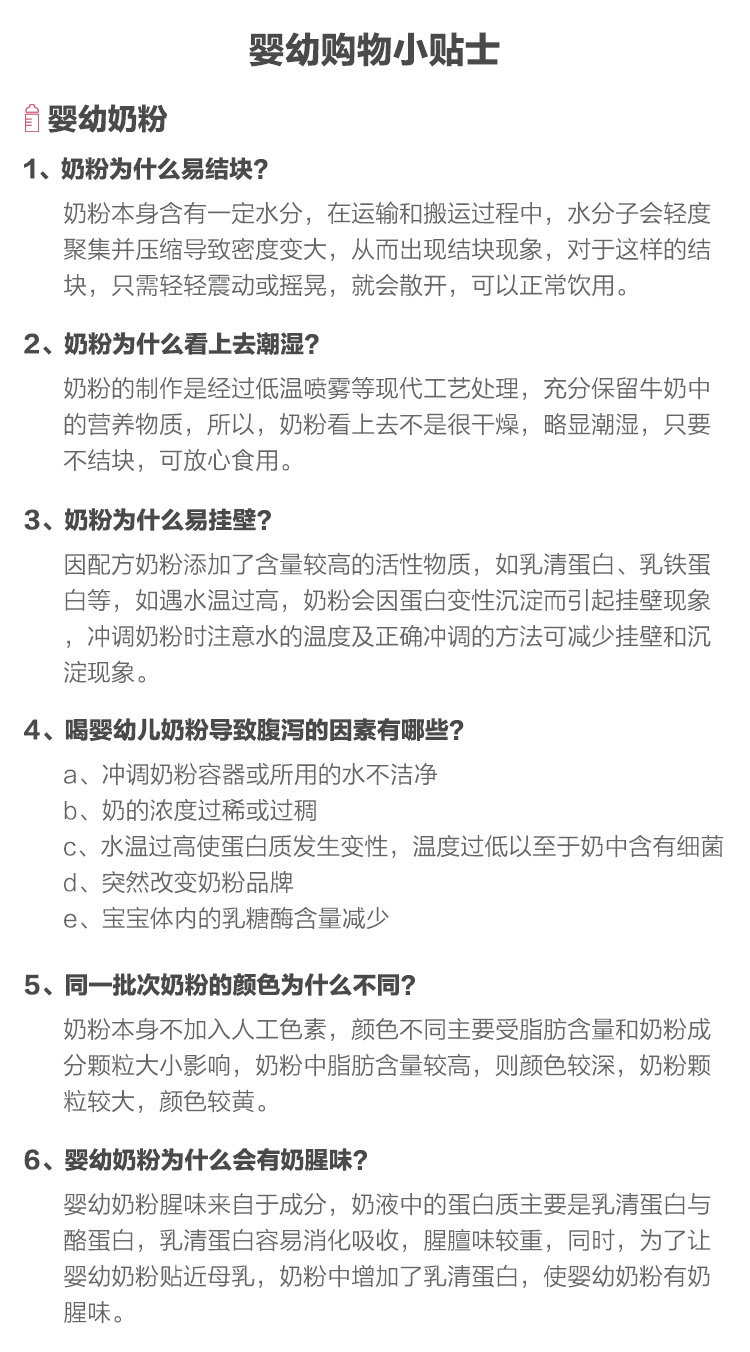 婴幼购物小贴士
婴幼奶粉
1、奶粉为什么易结块?
奶粉本身含有一定水分，在运输和搬运过程中，水分子会轻度
聚集并压缩导致密度变大，从而出现结块现象，对于这样的结
块，只需轻轻震动或摇晃，就会散开，可以正常饮用。
2、奶粉为什么看上去潮湿?
奶粉的制作是经过低温喷雾等现代工艺处理，充分保留牛奶中
的营养物质，所以，奶粉看上去不是很干燥，略显潮湿，只要
不结块，可放心食用。
3、奶粉为什么易挂壁?
因配方奶粉添加了含量较高的活性物质，如乳清蛋白、乳铁蛋
白等，如遇水温过高，奶粉会因蛋白变性沉淀而引起挂壁现象
，冲调奶粉时注意水的温度及正确冲调的方法可减少挂壁和沉
淀现象。
4、喝婴幼儿奶粉导致腹泻的因素有哪些?
a、冲调奶粉容器或所用的水不洁净
b、奶的浓度过稀或过稠
c、水温过高使蛋白质发生变性，温度过低以至于奶中含有细菌
d、突然改变奶粉品牌
e、宝宝体内的乳糖酶含量减少
5、同一批次奶粉的颜色为什么不同?
奶粉本身不加入人工色素，颜色不同主要受脂肪含量和奶粉成
分颗粒大小影响，奶粉中脂肪含量较高，则颜色较深，奶粉颗
粒较大，颜色较黄。
6、婴幼奶粉为什么会有奶腥味?
婴幼奶粉腥味来自于成分，奶液中的蛋白质主要是乳清蛋白与
酪蛋白，乳清蛋白容易消化吸收，腥膻味较重，同时，为了让
婴幼奶粉贴近母乳，奶粉中增加了乳清蛋白，使婴幼奶粉有奶
腥味。